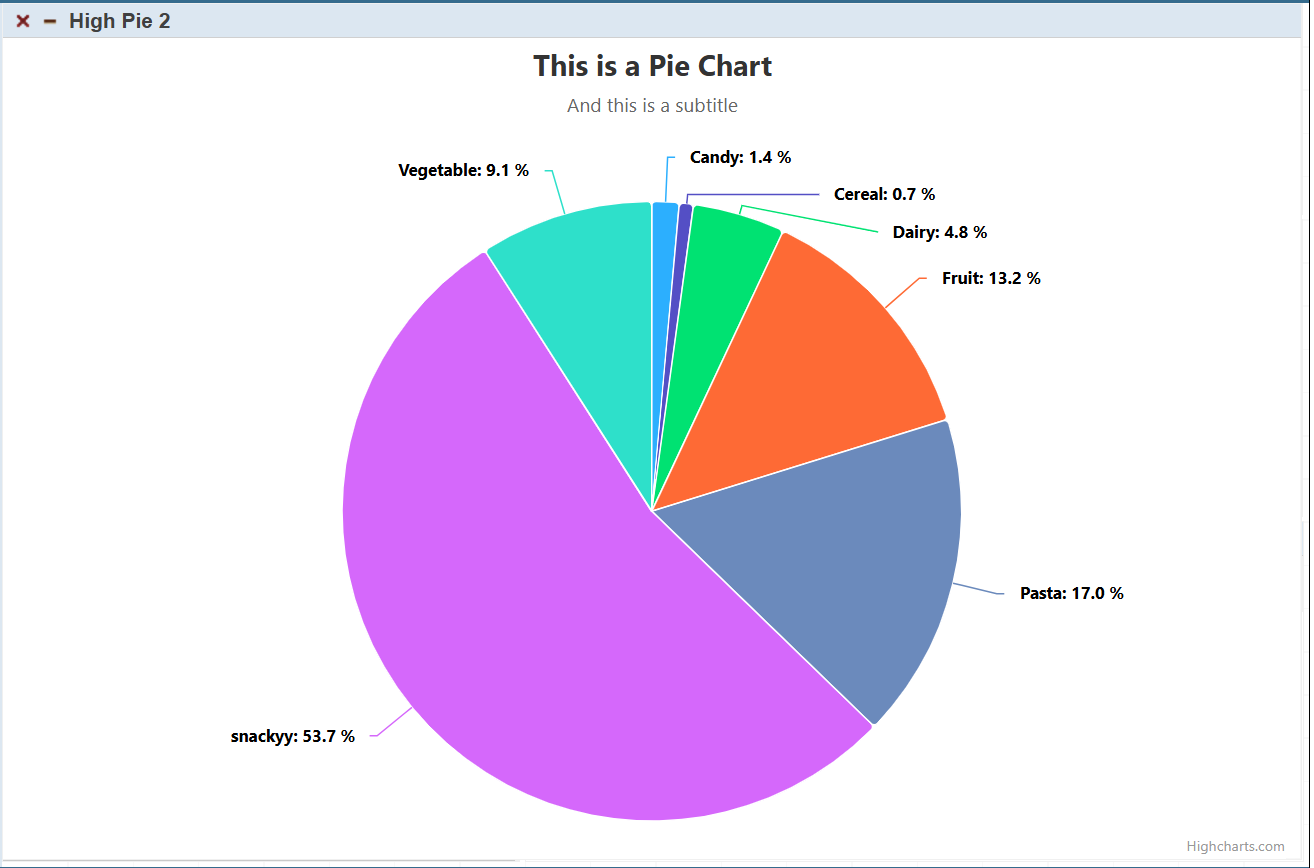 High Pie 2
This is a Pie Chart
And this is a subtitle
Candy: 1.4 %
Vegetable: 9.1 %
Cereal: 0.7 %
Dairy: 4.8 %
Fruit: 13.2 %
Pasta: 17.0 %
snackyy: 53.7 %
Highcharts.com